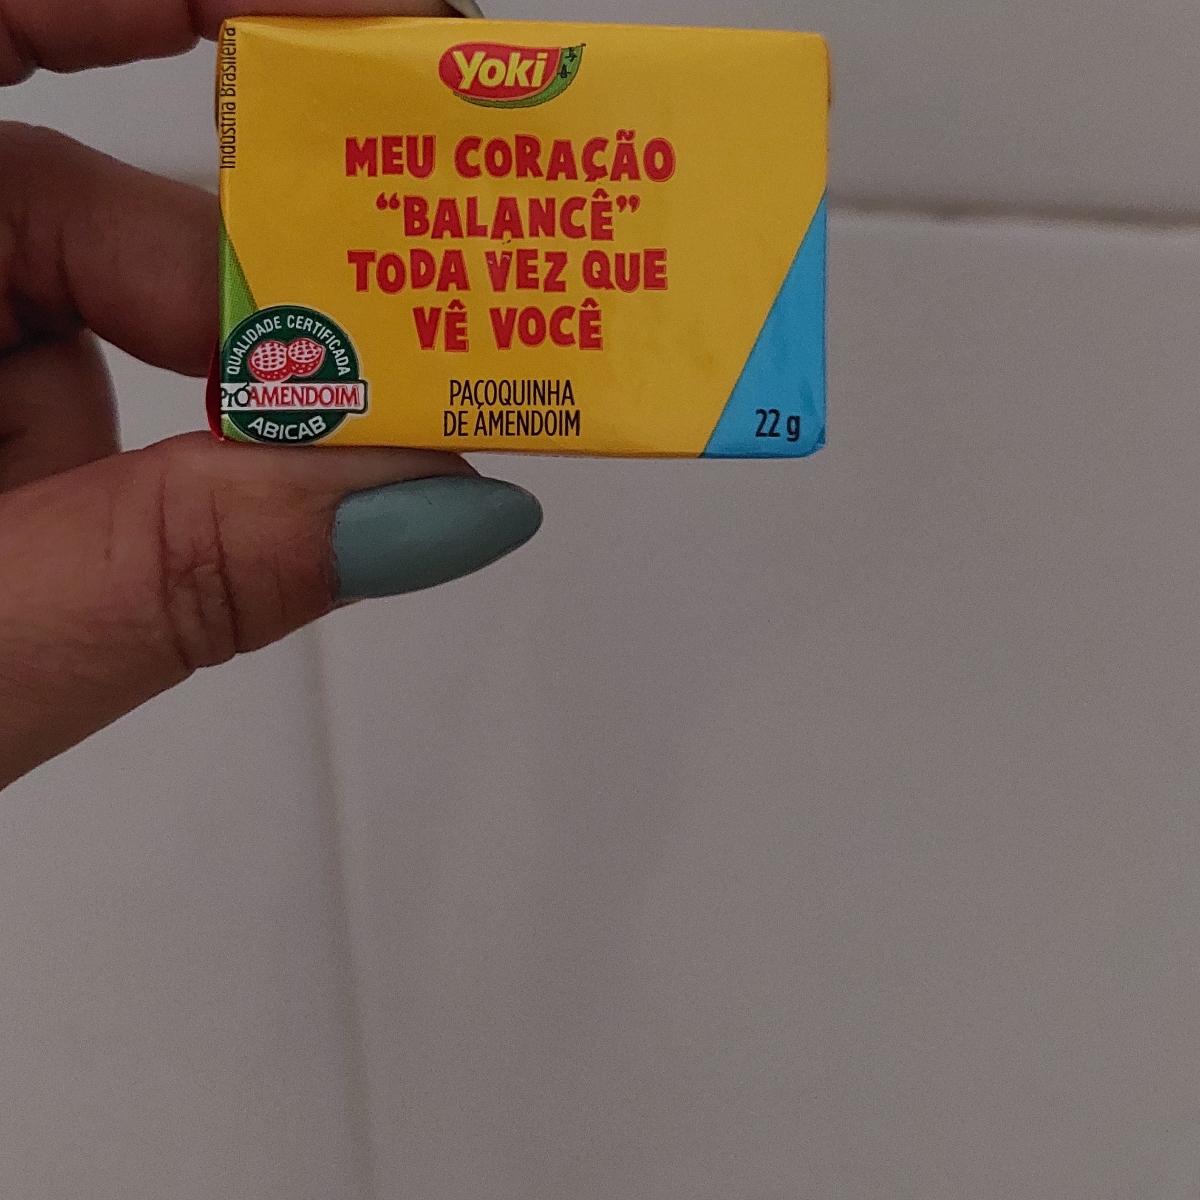 Indústria Brasileira
Yoki
MEU CORAÇÃO
“BALANCÊ”
TODA VEZ QUE
VÊ VOCÊ
QUALIDADE CERTIFICADA
PróAMENDOIM
ABICAB
PAÇOQUINHA
DE AMENDOIM
22 g